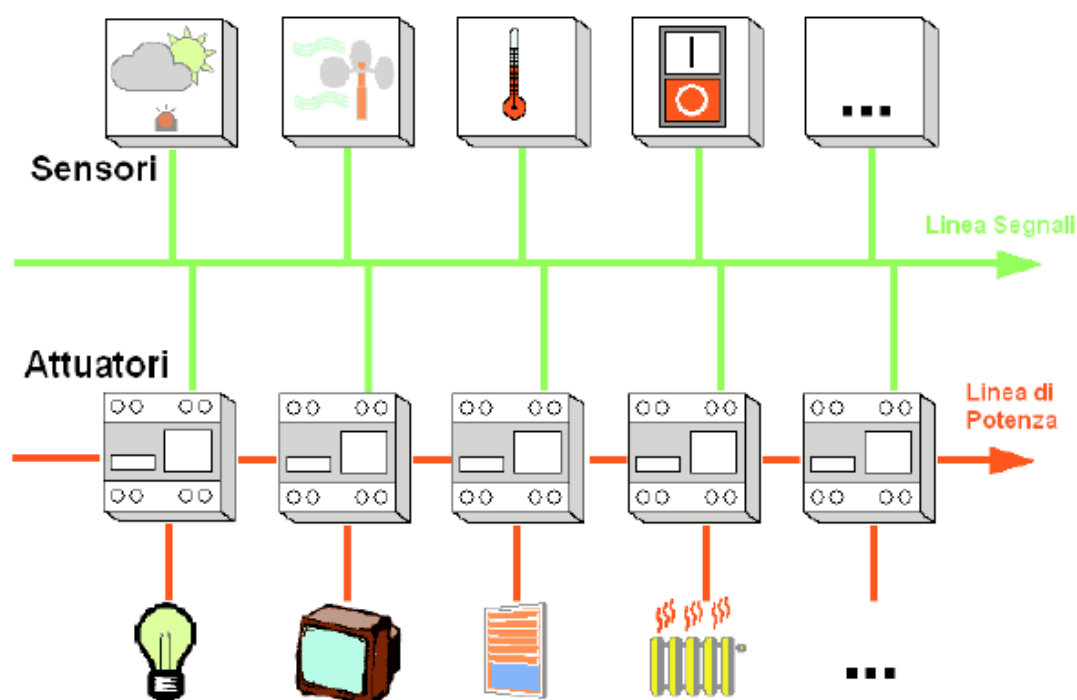 Sensori
Linea Segnali
Attuatori
Linea di
Potenza